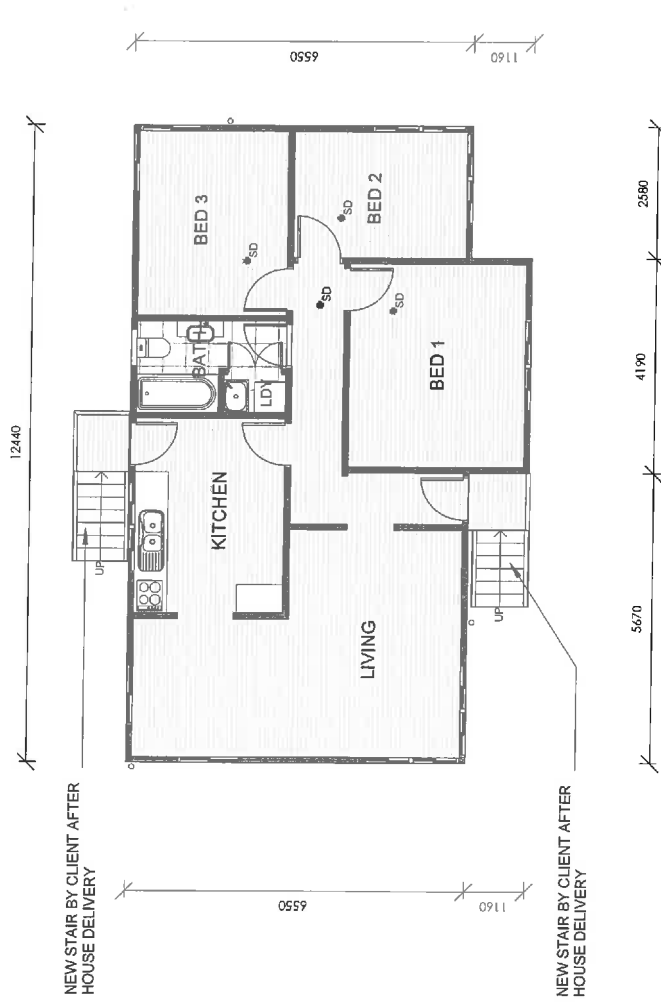 6550
1160
12440
BED 3
SD
BED 2
SD
SD
BATH
LDY
BED 1
SD
2580
4190
5670
KITCHEN
UP
LIVING
UP
NEW STAIR BY CLIENT AFTER
HOUSE DELIVERY
6550
1160
NEW STAIR BY CLIENT AFTER
HOUSE DELIVERY